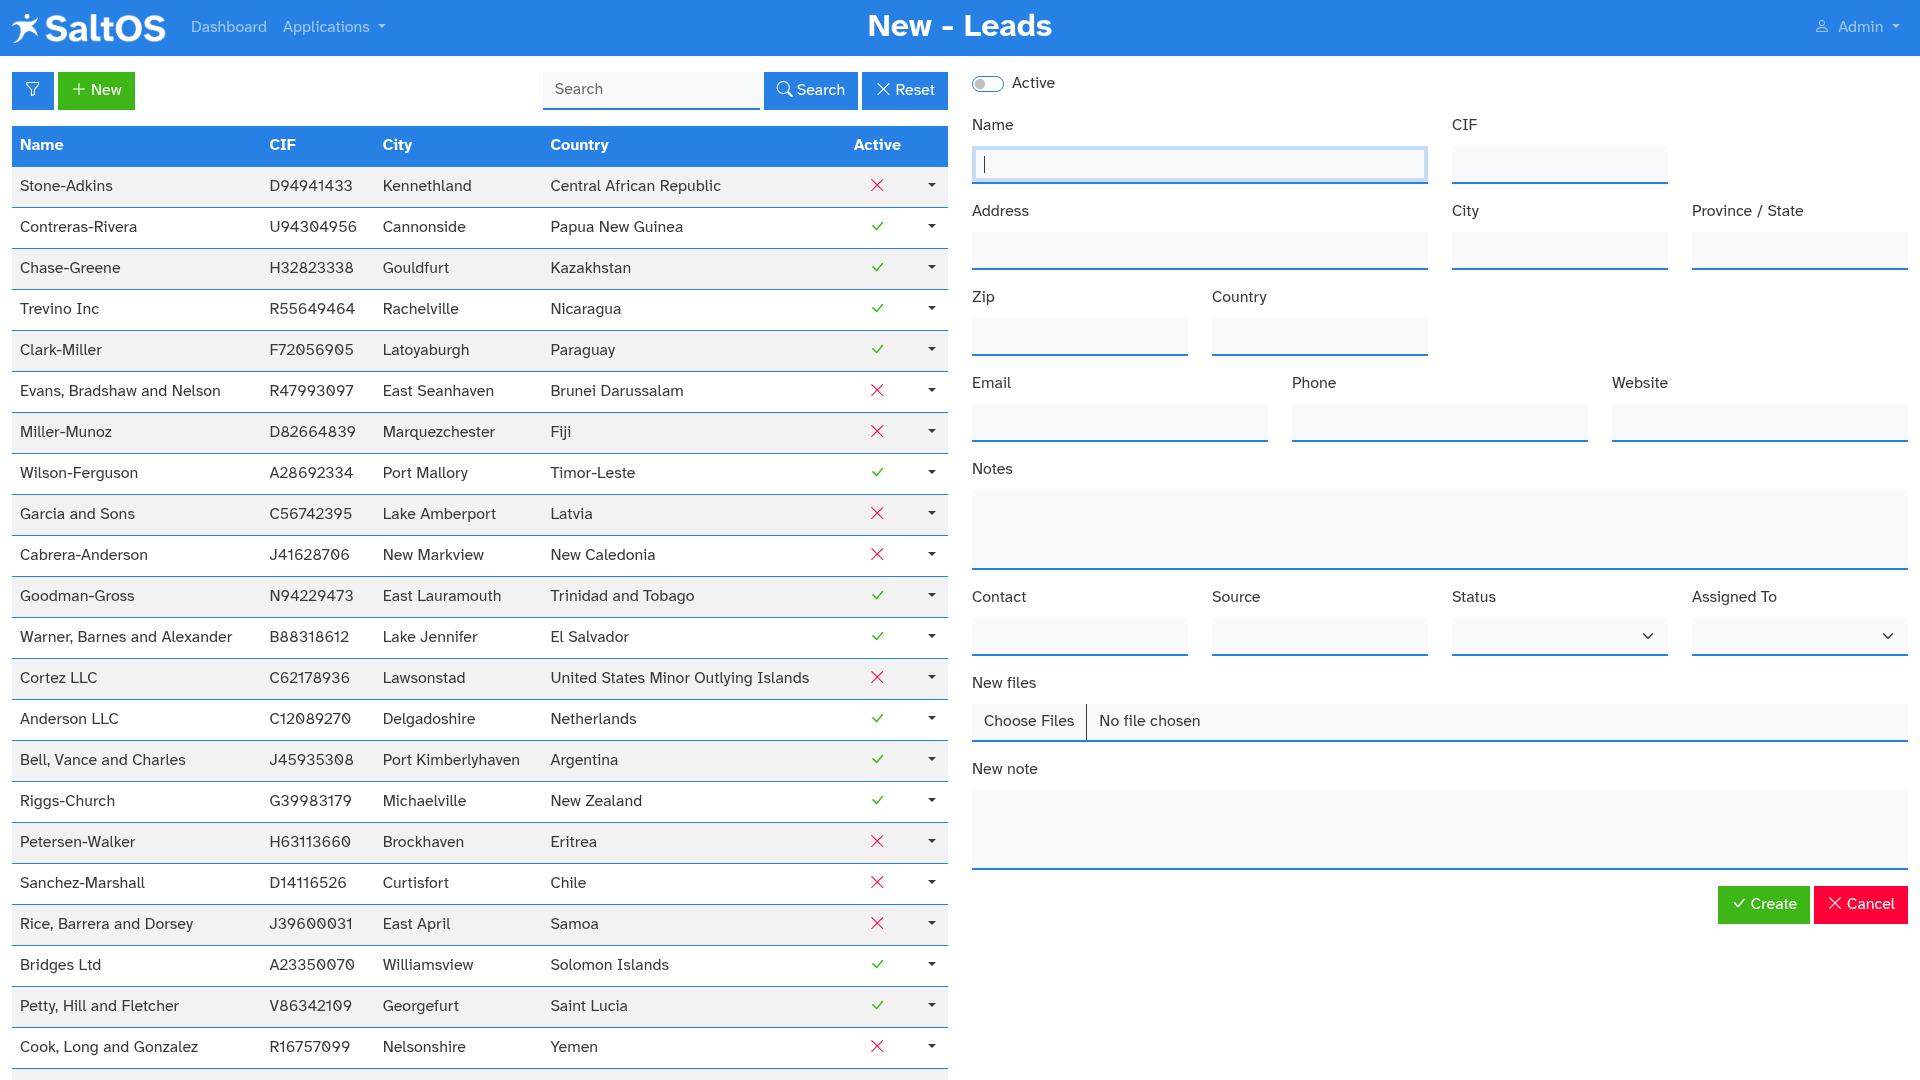 SaltOS Dashboard Applications New - Leads Admin
New Search Search Reset
Name CIF City Country Active
Stone-Adkins D94941433 Kennethland Central African Republic
Contreras-Rivera U94304956 Cannonside Papua New Guinea
Chase-Greene H32823338 Gouldfurt Kazakhstan
Trevino Inc R55649464 Rachelville Nicaragua
Clark-Miller F72056905 Latoyaburgh Paraguay
Evans, Bradshaw and Nelson R47993097 East Seanhaven Brunei Darussalam
Miller-Munoz D82664839 Marquezchester Fiji
Wilson-Ferguson A28692334 Port Mallory Timor-Leste
Garcia and Sons C56742395 Lake Amberport Latvia
Cabrera-Anderson J41628706 New Markview New Caledonia
Goodman-Gross N94229473 East Lauramouth Trinidad and Tobago
Warner, Barnes and Alexander B88318612 Lake Jennifer El Salvador
Cortez LLC C62178936 Lawsonstad United States Minor Outlying Islands
Anderson LLC C12089270 Delgadoshire Netherlands
Bell, Vance and Charles J45935308 Port Kimberlyhaven Argentina
Riggs-Church G39983179 Michaelville New Zealand
Petersen-Walker H63113660 Brockhaven Eritrea
Sanchez-Marshall D14116526 Curtisfort Chile
Rice, Barrera and Dorsey J39600031 East April Samoa
Bridges Ltd A23350070 Williamsview Solomon Islands
Petty, Hill and Fletcher V86342109 Georgefurt Saint Lucia
Cook, Long and Gonzalez R16757099 Nelsonshire Yemen
Active
Name CIF
Address City Province / State
Zip Country
Email Phone Website
Notes
Contact Source Status Assigned To
New files
Choose Files No file chosen
New note
Create Cancel